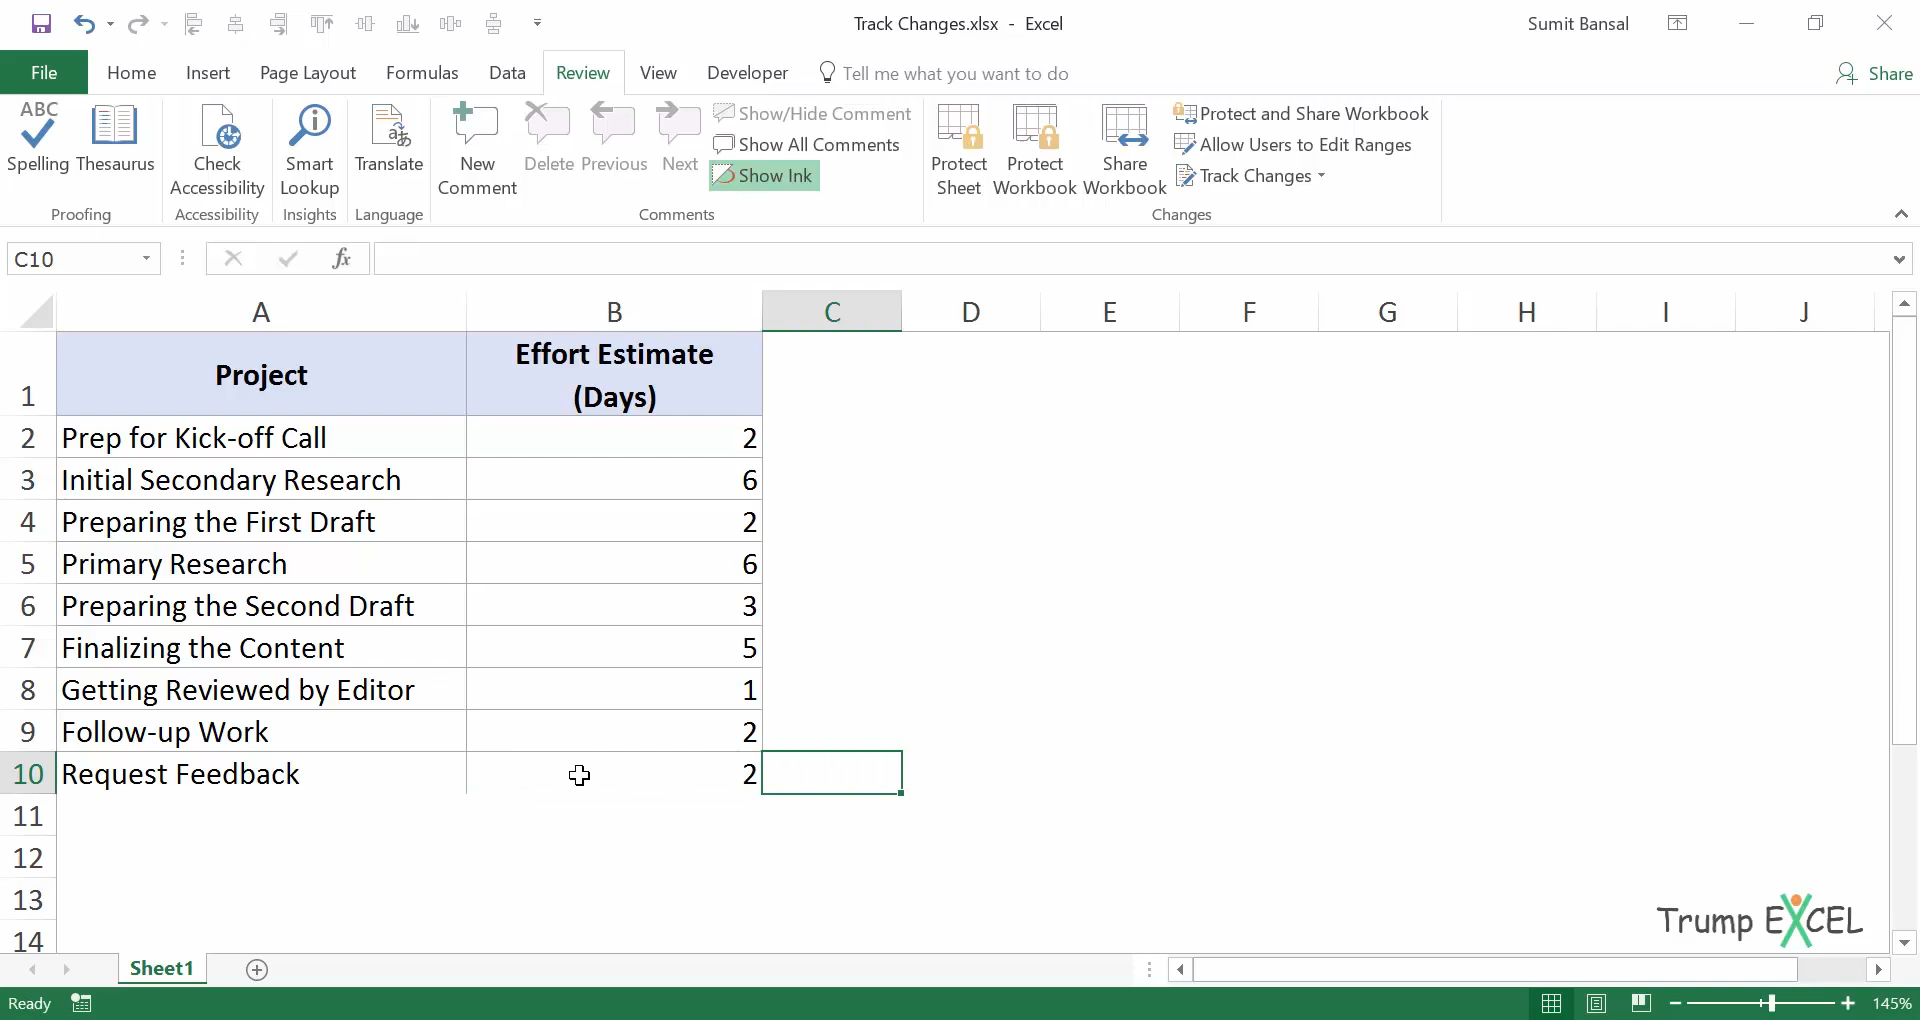 Track Changes.xlsx - Excel
Sumit Bansal
File Home Insert Page Layout Formulas Data Review View Developer Tell me what you want to do Share
ABC
Spelling Thesaurus
Proofing
Check Accessibility
Accessibility
Smart Lookup
Insights
Translate
Language
New Comment
Delete Previous Next
Show/Hide Comment
Show All Comments
Show Ink
Comments
Protect Sheet
Protect Workbook
Share Workbook
Protect and Share Workbook
Allow Users to Edit Ranges
Track Changes
Changes
C10 fx
A B C D E F G H I J
1 Project Effort Estimate (Days)
2 Prep for Kick-off Call 2
3 Initial Secondary Research 6
4 Preparing the First Draft 2
5 Primary Research 6
6 Preparing the Second Draft 3
7 Finalizing the Content 5
8 Getting Reviewed by Editor 1
9 Follow-up Work 2
10 Request Feedback 2
11
12
13
14
Trump EXCEL
Sheet1
Ready
145%